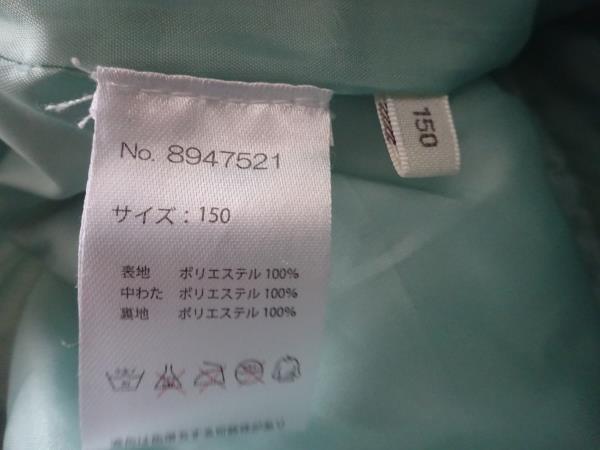 No. 8947521
サイズ：150
表地 ポリエステル 100%
中わた ポリエステル 100%
裏地 ポリエステル 100%
150